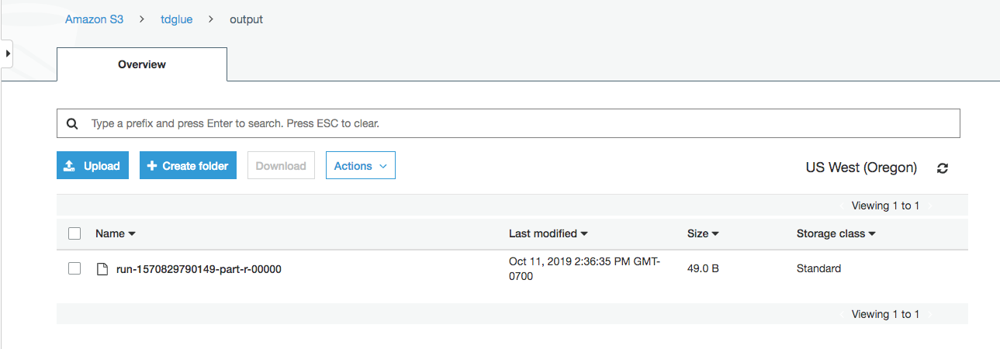 Amazon S3 > tdglue > output
Overview
Type a prefix and press Enter to search. Press ESC to clear.
Upload + Create folder Download Actions US West (Oregon)
Viewing 1 to 1
Name Last modified Size Storage class
run-1570829790149-part-r-00000 Oct 11, 2019 2:36:35 PM GMT- 49.0 B Standard
0700
Viewing 1 to 1